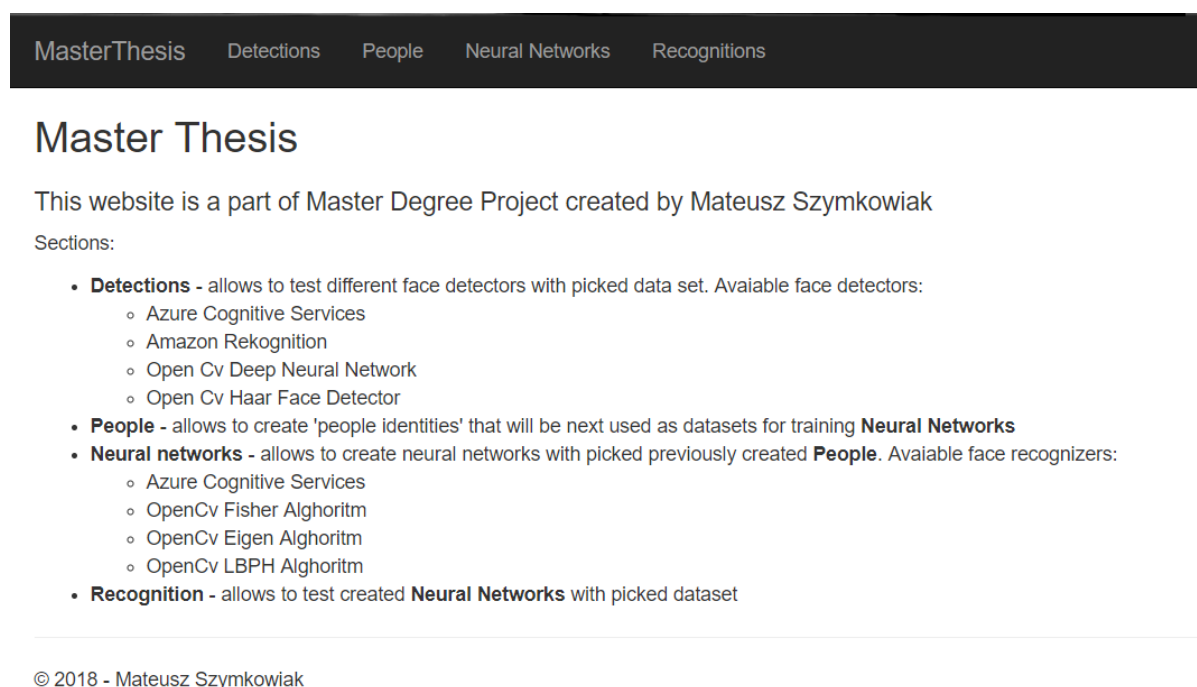 MasterThesis Detections People Neural Networks Recognitions
Master Thesis
This website is a part of Master Degree Project created by Mateusz Szymkowiak
Sections:
Detections - allows to test different face detectors with picked data set. Avaiable face detectors:
Azure Cognitive Services
Amazon Rekognition
Open Cv Deep Neural Network
Open Cv Haar Face Detector
People - allows to create 'people identities' that will be next used as datasets for training Neural Networks
Neural networks - allows to create neural networks with picked previously created People. Avaiable face recognizers:
Azure Cognitive Services
OpenCv Fisher Alghoritm
OpenCv Eigen Alghoritm
OpenCv LBPH Alghoritm
Recognition - allows to test created Neural Networks with picked dataset
© 2018 - Mateusz Szymkowiak